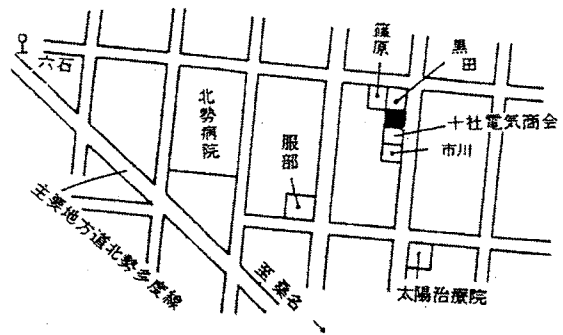 六石
北勢病院
服部
篠原
黒田
十社電気商会
市川
主要地方道北勢多度線
至桑名
太陽治療院